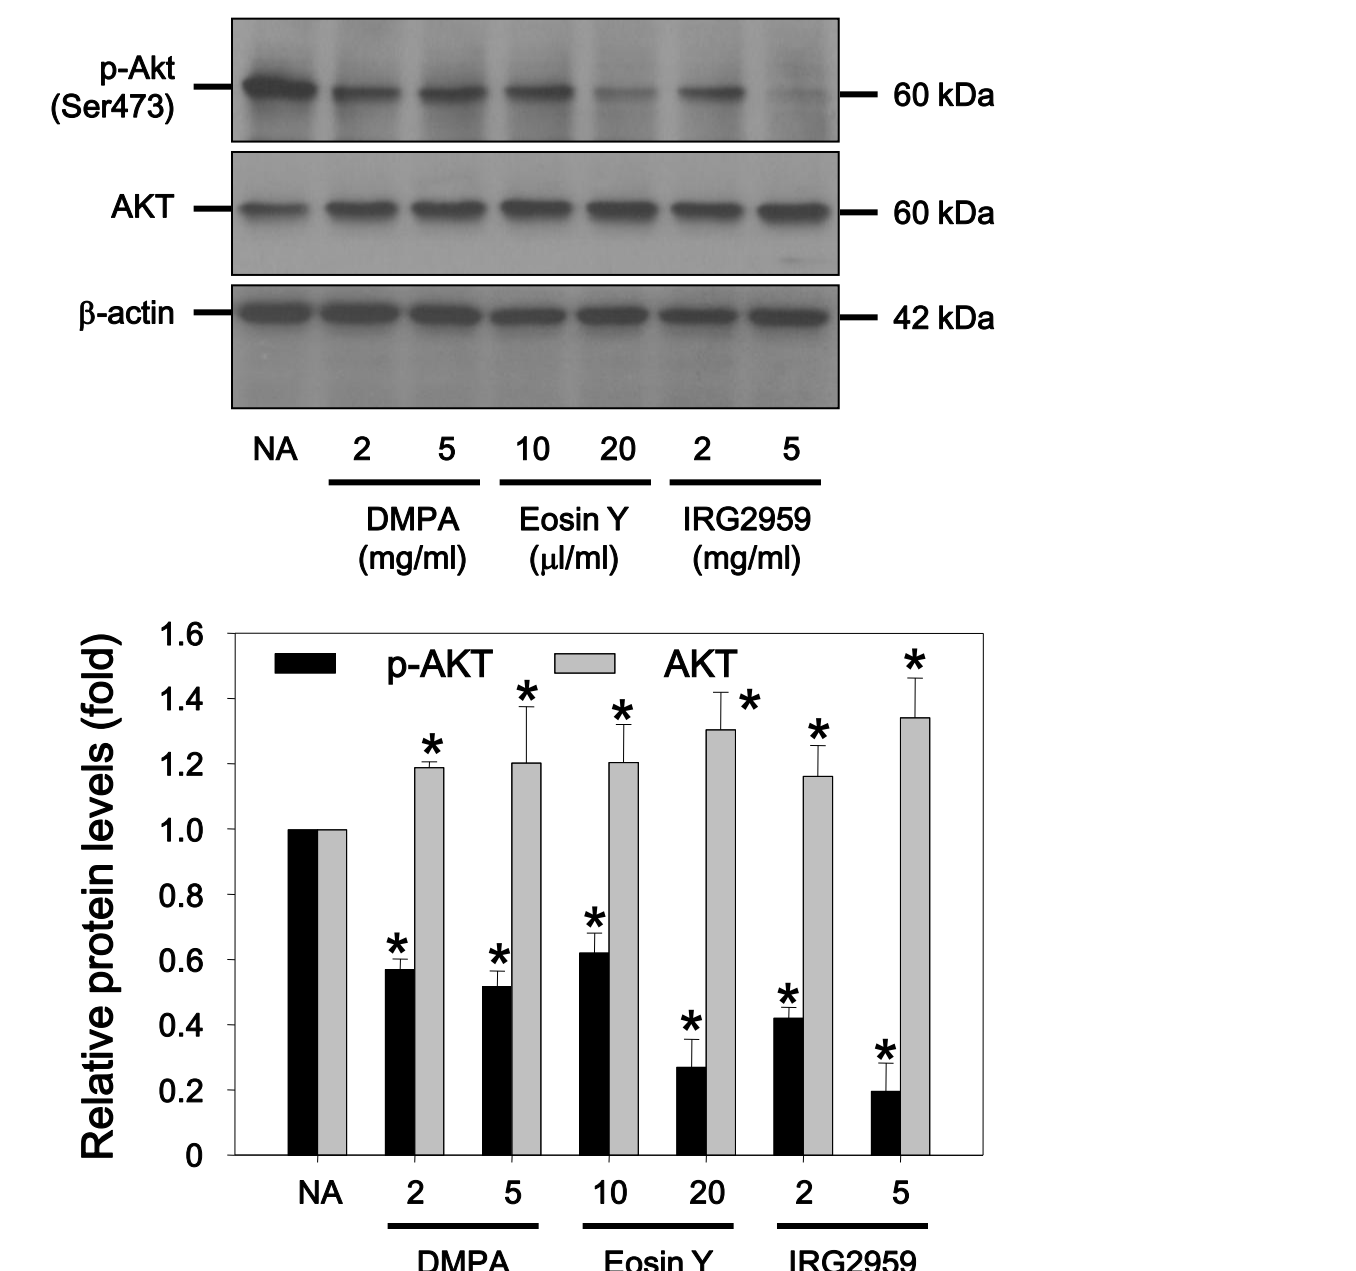 p-Akt
(Ser473)
60 kDa
AKT
60 kDa
β-actin
42 kDa
NA 2 5 10 20 2 5
DMPA Eosin Y IRG2959
(mg/ml) (μl/ml) (mg/ml)
Relative protein levels (fold)
1.6
p-AKT AKT
*
*
1.4 *
*
*
*
1.2
1.0
0.8
*
*
*
0.6
*
*
0.4
*
0.2
0
NA 2 5 10 20 2 5
DMPA Eosin Y IRG2959